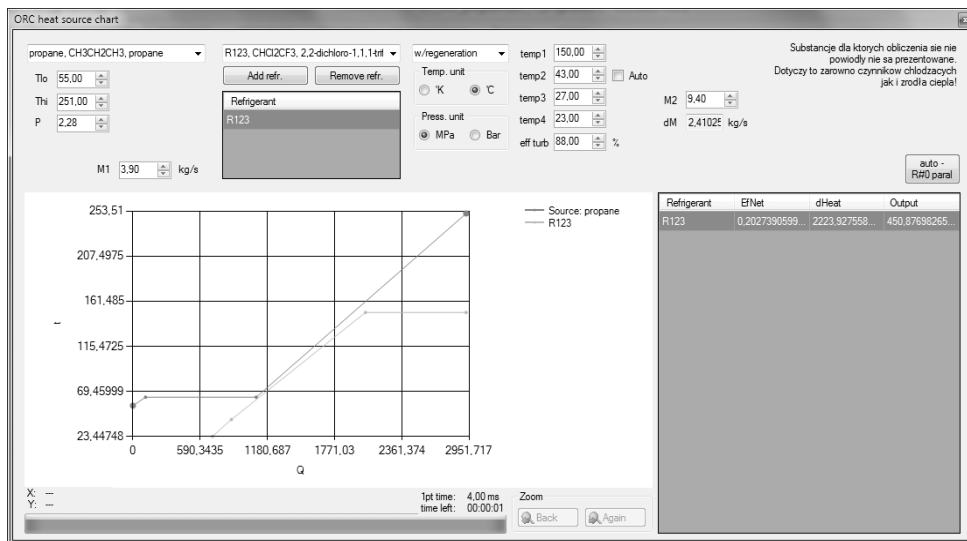 ORC heat source chart
propane, CH3CH2CH3, propane
R123, CHCl2CF3, 2,2-dichloro-1,1,1-trif
w/regeneration
temp1 150,00
Substancje dla ktorych obliczenia sie nie
powiodly nie sa prezentowane.
Dotyczy to zarowno czynnikow chlodzacych
jak i zrodła ciepla!
Tlo 55,00
Add refr.
Remove refr.
Temp. unit
temp2 43,00
Auto
Thi 251,00
Refrigerant
°K
°C
temp3 27,00
M2 9,40
P 2,28
R123
Press. unit
temp4 23,00
dM 2,41025 kg/s
MPa
Bar
eff turb 88,00 %
M1 3,90 kg/s
auto -
R#0 paral
253,51
207,4975
161,485
115,4725
69,45999
23,44748
t
0
590,3435
1180,687
1771,03
2361,374
2951,717
Q
Source: propane
R123
Refrigerant EfNet dHeat Output
R123 0,2027390599... 2223,927558... 450,87698265...
X: ---
Y: ---
1pt time: 4,00 ms
time left: 00:00:01
Zoom
Back
Again